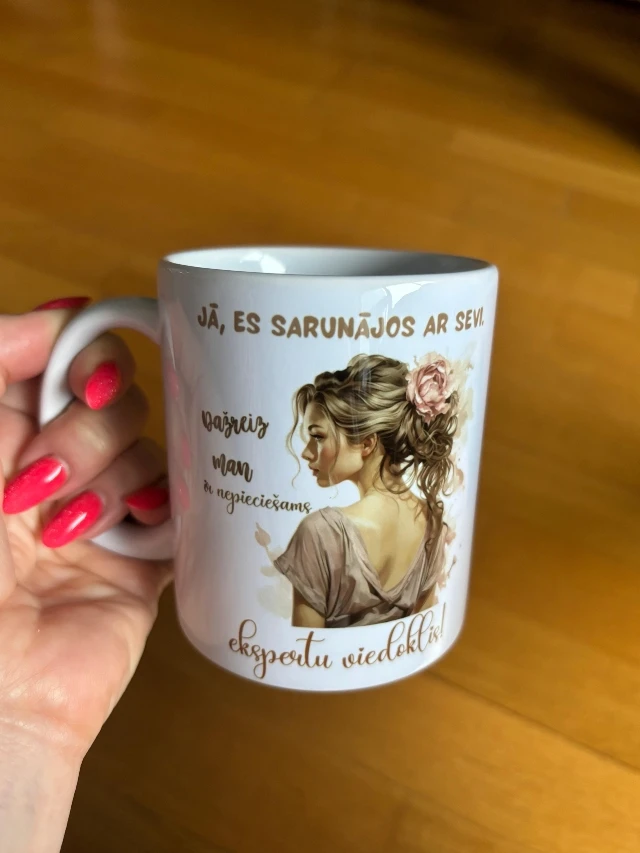 JĀ, ES SARUNĀJOS AR SEVI.
Dažreiz
man
ir nepieciešams
ekspertu viedoklis!